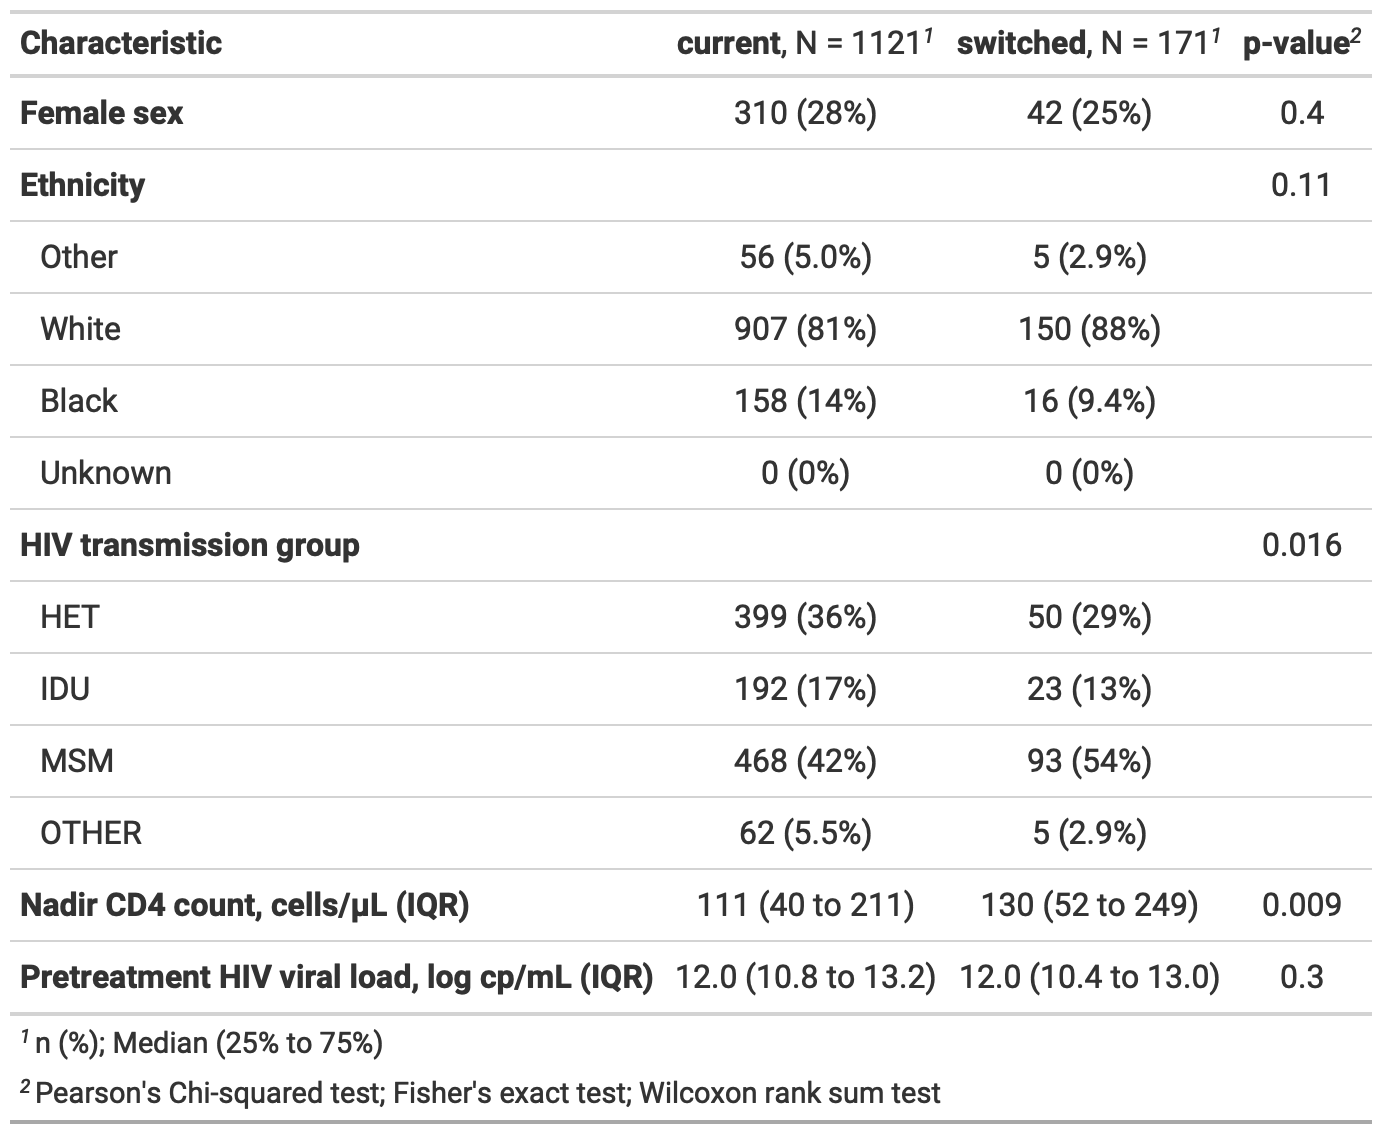 Characteristic current, N = 1121¹ switched, N = 171¹ p-value²
Female sex 310 (28%) 42 (25%) 0.4
Ethnicity 0.11
Other 56 (5.0%) 5 (2.9%)
White 907 (81%) 150 (88%)
Black 158 (14%) 16 (9.4%)
Unknown 0 (0%) 0 (0%)
HIV transmission group 0.016
HET 399 (36%) 50 (29%)
IDU 192 (17%) 23 (13%)
MSM 468 (42%) 93 (54%)
OTHER 62 (5.5%) 5 (2.9%)
Nadir CD4 count, cells/µL (IQR) 111 (40 to 211) 130 (52 to 249) 0.009
Pretreatment HIV viral load, log cp/mL (IQR) 12.0 (10.8 to 13.2) 12.0 (10.4 to 13.0) 0.3
¹ n (%); Median (25% to 75%)
² Pearson's Chi-squared test; Fisher's exact test; Wilcoxon rank sum test